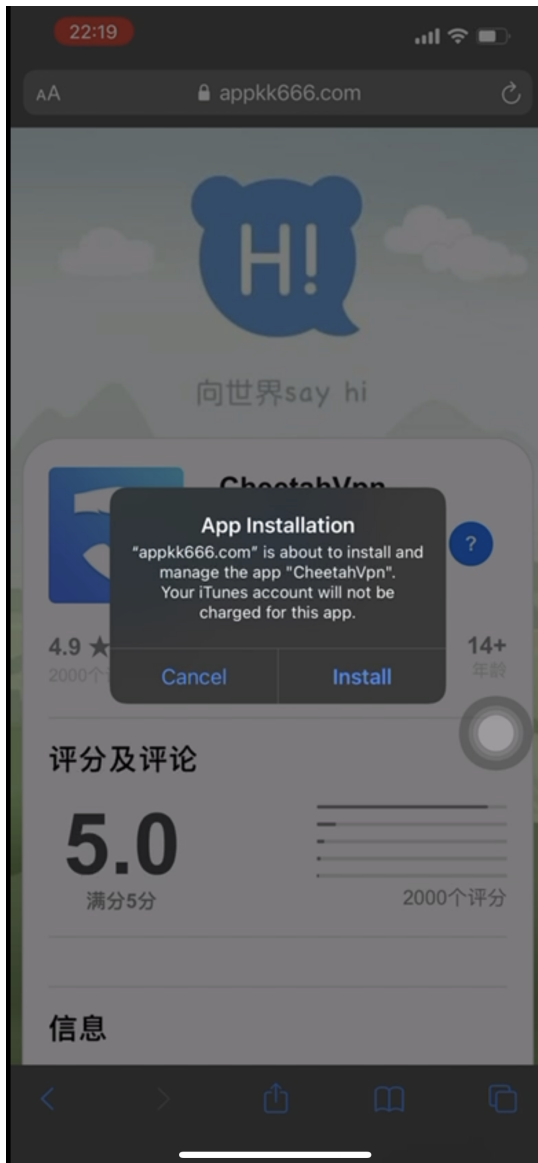 22:19
AA
appkk666.com
H!
向世界say hi
CheetahVpn
?
App Installation
“appkk666.com” is about to install and
manage the app "CheetahVpn".
Your iTunes account will not be
charged for this app.
Cancel
Install
4.9 ★
2000个
14+
年龄
评分及评论
5.0
满分5分
2000个评分
信息